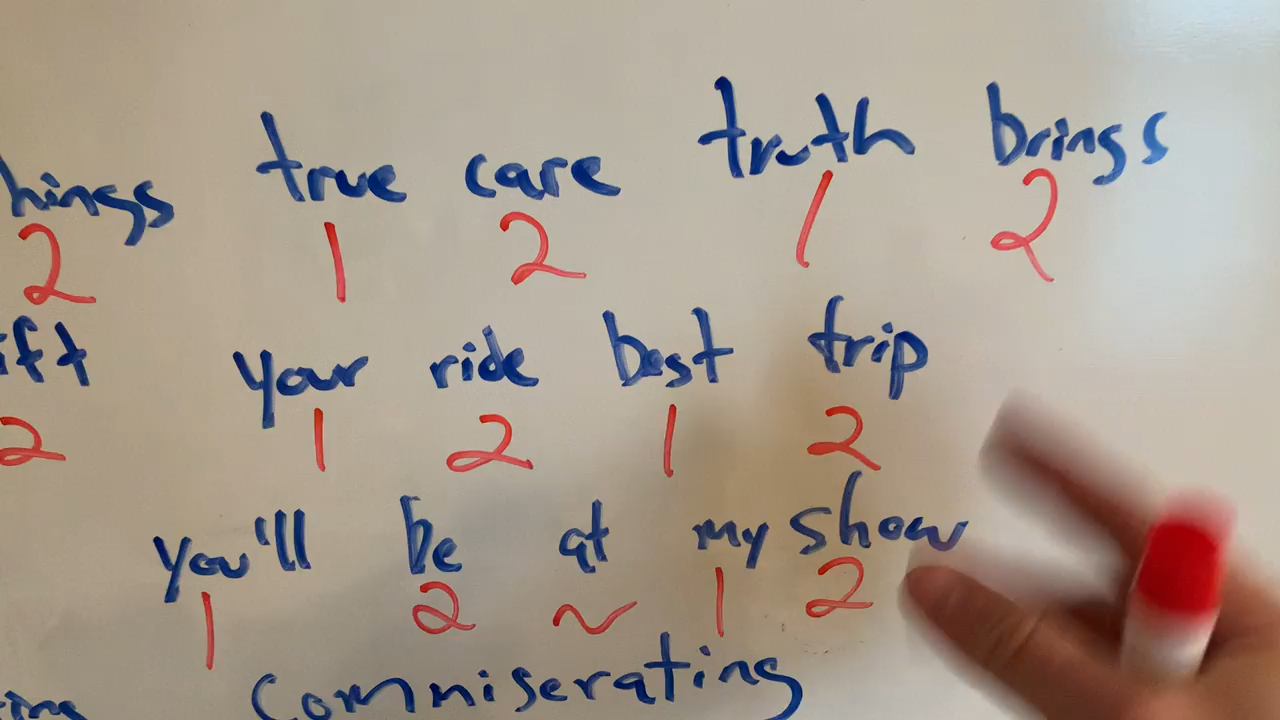 hings true care truth brings
2 1 2 1 2
ift your ride best trip
2 1 2 1 2
you'll be at my show
1 2 ~ 1 2
ing Commiserating